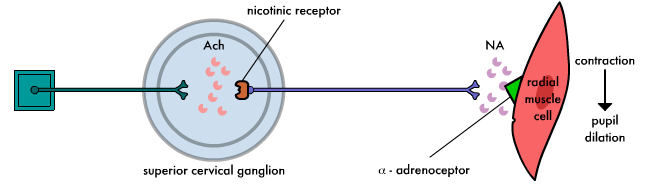 nicotinic receptor
Ach
NA
contraction
radial
muscle
cell
pupil
dilation
superior cervical ganglion
α - adrenoceptor